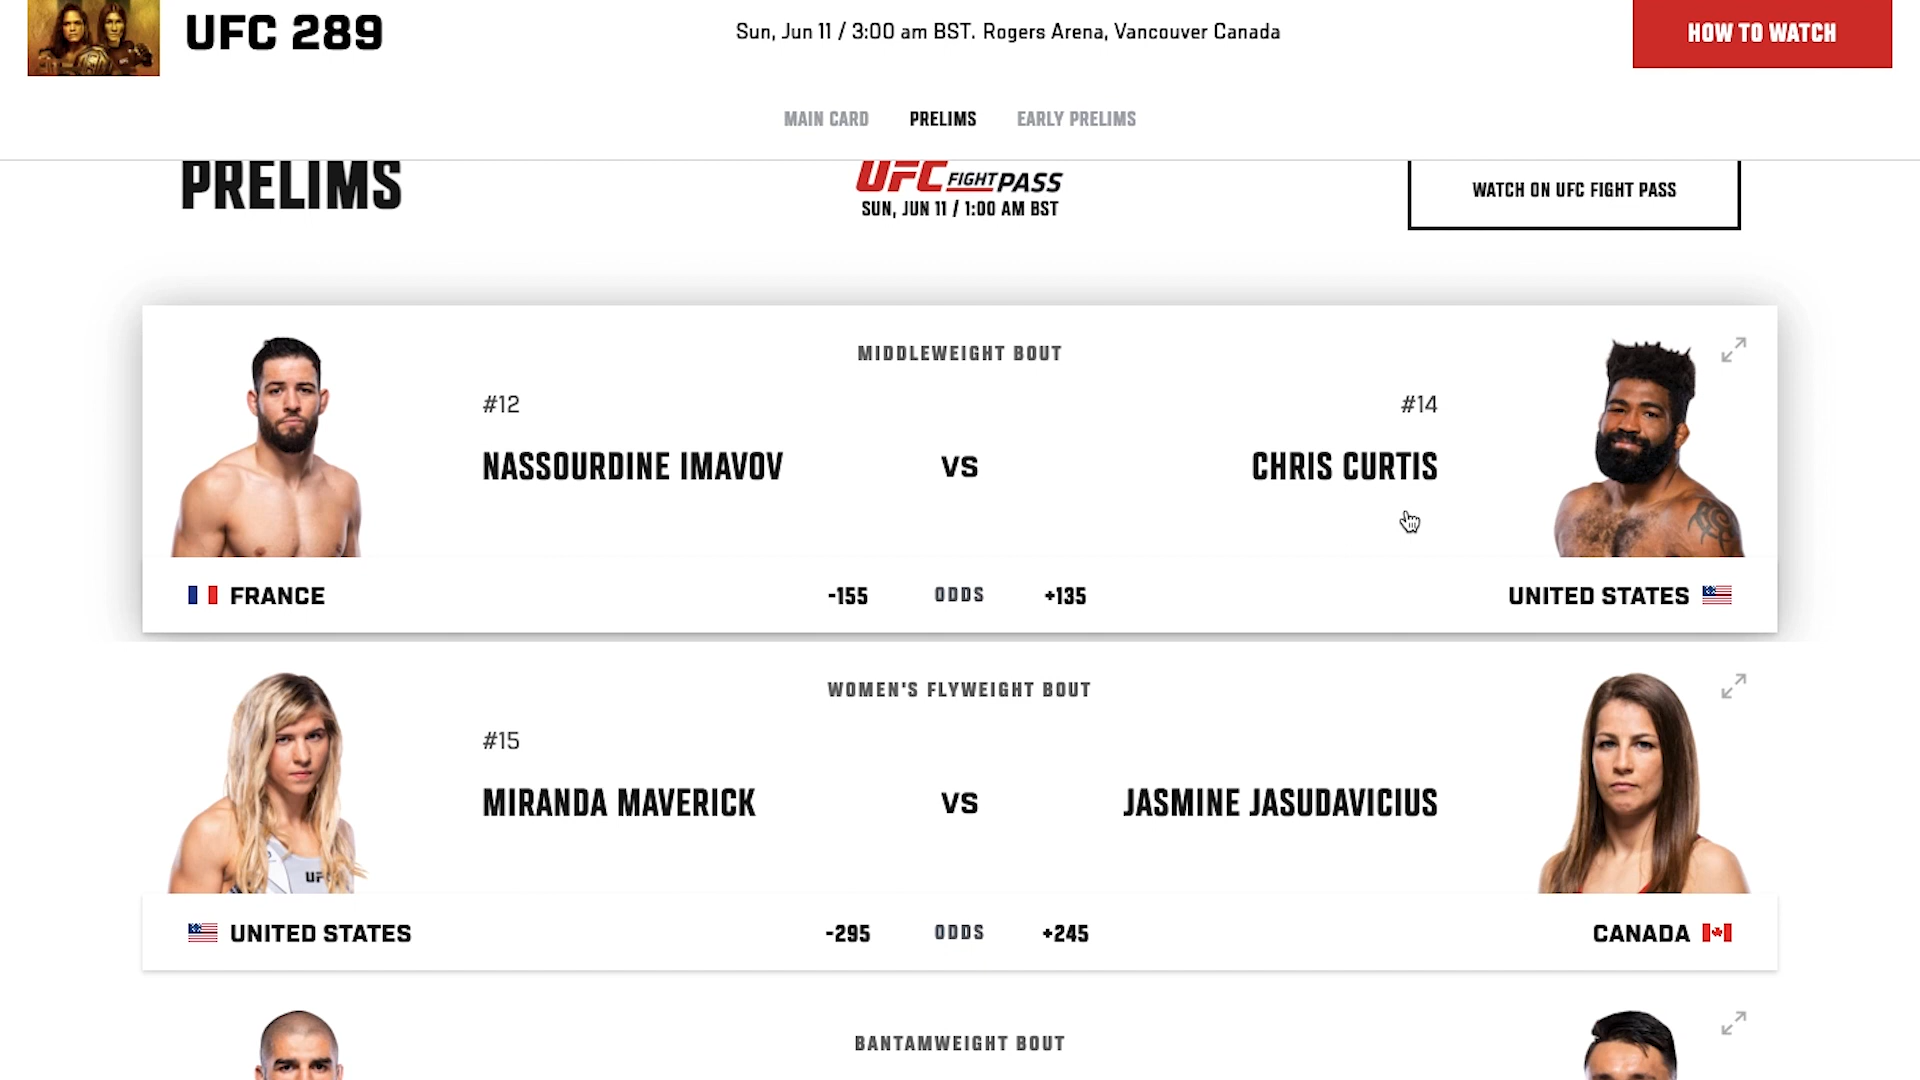 UFC 289
Sun, Jun 11 / 3:00 am BST. Rogers Arena, Vancouver Canada
HOW TO WATCH
MAIN CARD
PRELIMS
EARLY PRELIMS
PRELIMS
UFC FIGHT PASS
SUN, JUN 11 / 1:00 AM BST
WATCH ON UFC FIGHT PASS
MIDDLEWEIGHT BOUT
#12
#14
NASSOURDINE IMAVOV
VS
CHRIS CURTIS
FRANCE
-155
ODDS
+135
UNITED STATES
WOMEN'S FLYWEIGHT BOUT
#15
MIRANDA MAVERICK
VS
JASMINE JASUDAVICIUS
UF
UNITED STATES
-295
ODDS
+245
CANADA
BANTAMWEIGHT BOUT